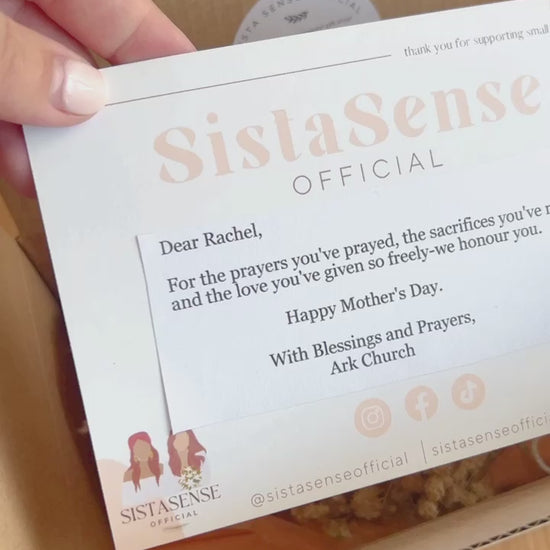 thank you for supporting small
SistaSense
OFFICIAL
Dear Rachel,
For the prayers you've prayed, the sacrifices you've
and the love you've given so freely-we honour you.
Happy Mother's Day.
With Blessings and Prayers,
Ark Church
@sistasenseofficial | sistasenseofficial
SISTASENSE
OFFICIAL